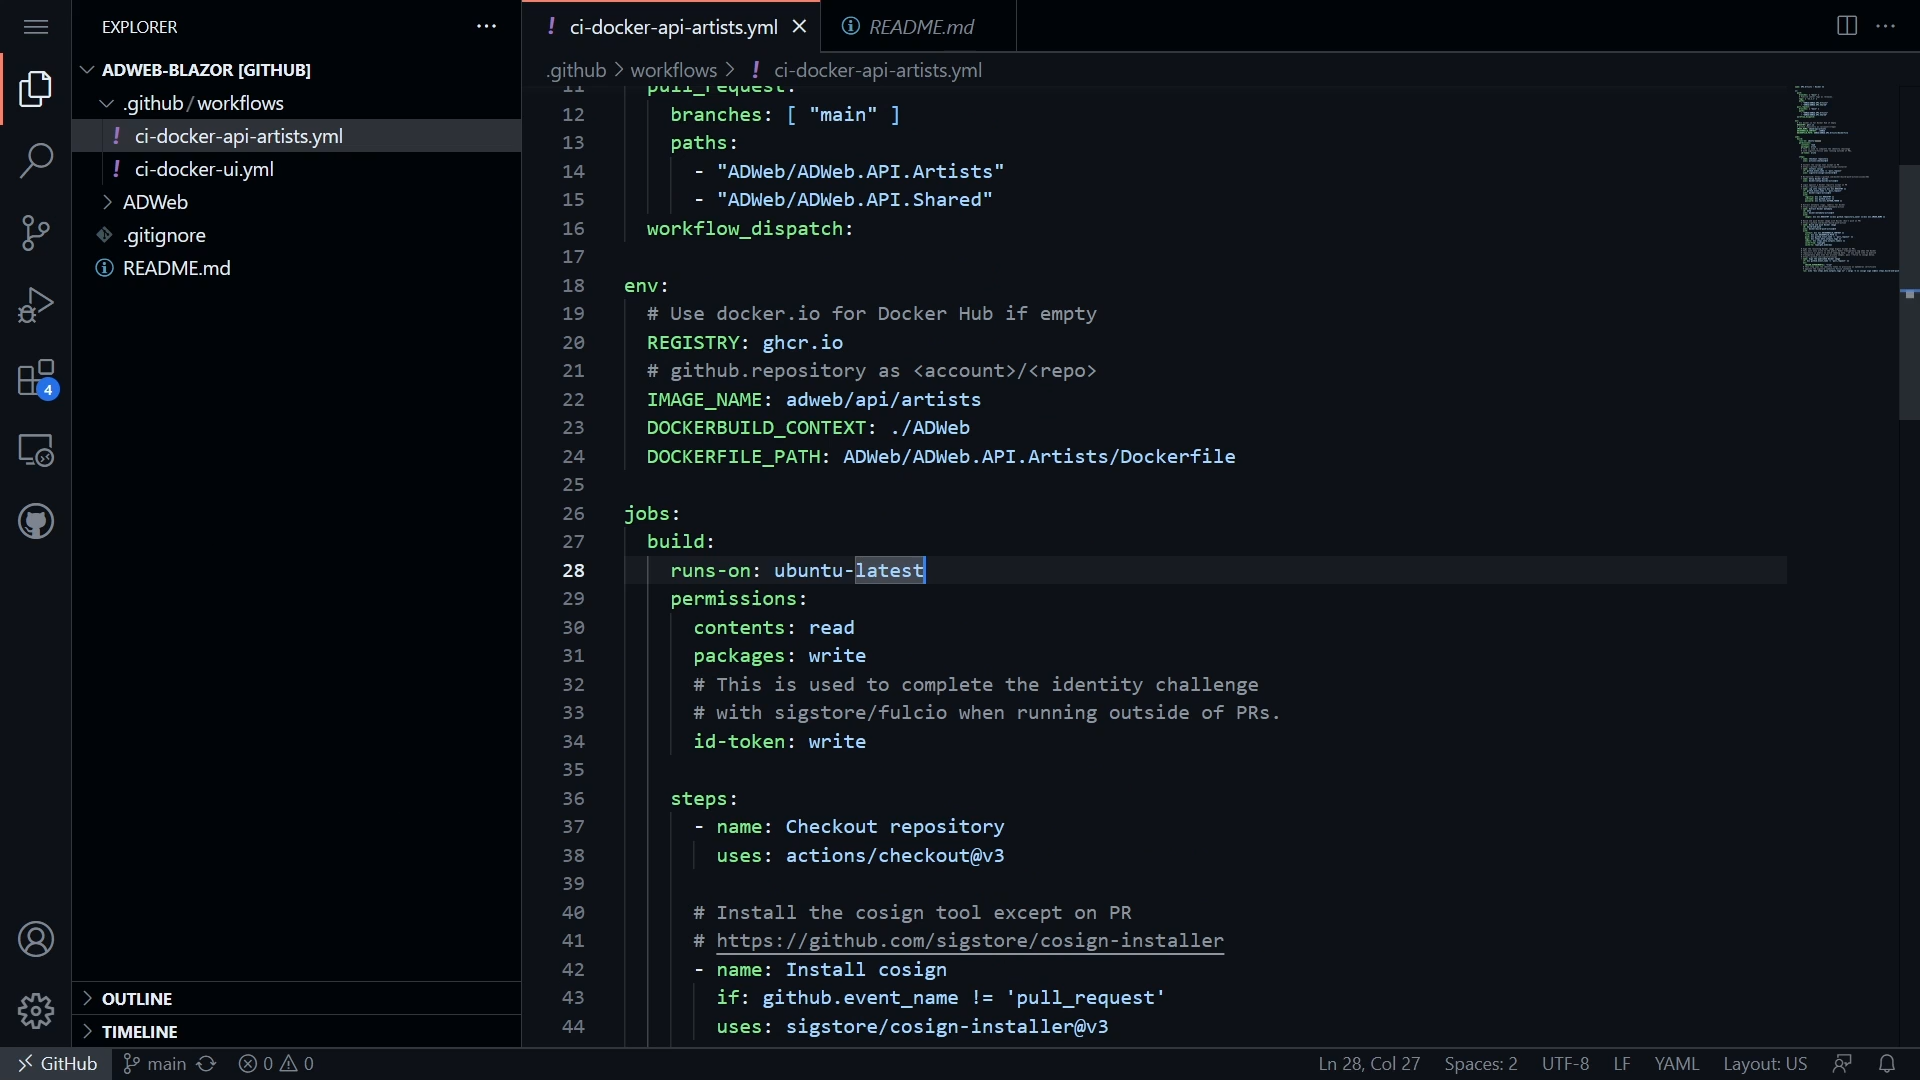 EXPLORER
ADWEB-BLAZOR [GITHUB]
.github / workflows
! ci-docker-api-artists.yml
! ci-docker-ui.yml
ADWeb
.gitignore
README.md
4
OUTLINE
TIMELINE
! ci-docker-api-artists.yml
README.md
.github > workflows > ! ci-docker-api-artists.yml
11 pull_request:
12 branches: [ "main" ]
13 paths:
14 - "ADWeb/ADWeb.API.Artists"
15 - "ADWeb/ADWeb.API.Shared"
16 workflow_dispatch:
17
18 env:
19 # Use docker.io for Docker Hub if empty
20 REGISTRY: ghcr.io
21 # github.repository as <account>/<repo>
22 IMAGE_NAME: adweb/api/artists
23 DOCKERBUILD_CONTEXT: ./ADWeb
24 DOCKERFILE_PATH: ADWeb/ADWeb.API.Artists/Dockerfile
25
26 jobs:
27 build:
28 runs-on: ubuntu-latest
29 permissions:
30 contents: read
31 packages: write
32 # This is used to complete the identity challenge
33 # with sigstore/fulcio when running outside of PRs.
34 id-token: write
35
36 steps:
37 - name: Checkout repository
38 uses: actions/checkout@v3
39
40 # Install the cosign tool except on PR
41 # https://github.com/sigstore/cosign-installer
42 - name: Install cosign
43 if: github.event_name != 'pull_request'
44 uses: sigstore/cosign-installer@v3
GitHub main 0 0 Ln 28, Col 27 Spaces: 2 UTF-8 LF YAML Layout: US